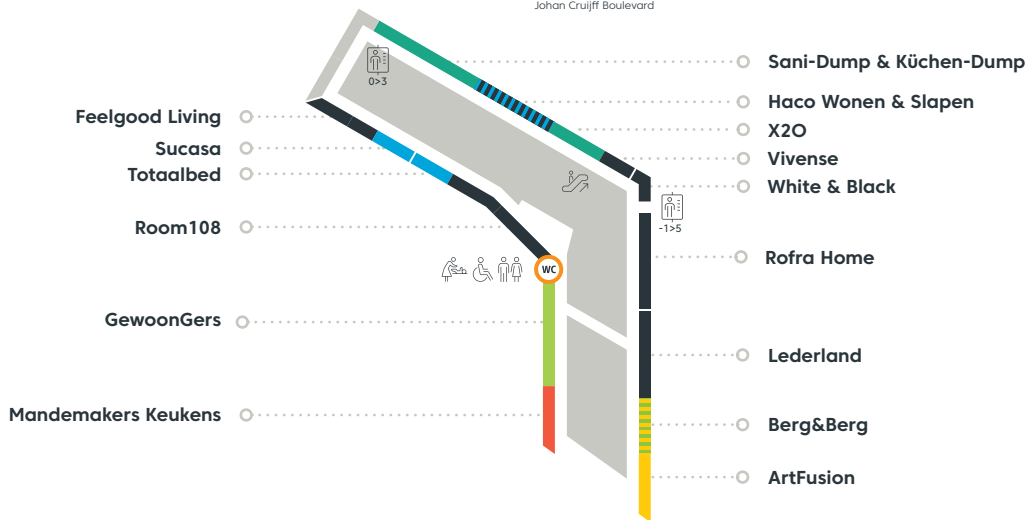 Johan Cruijff Boulevard
0>3
Sani-Dump & Küchen-Dump
Haco Wonen & Slapen
X2O
Vivense
White & Black
-1>5
Rofra Home
Lederland
Berg&Berg
ArtFusion
Feelgood Living
Sucasa
Totaalbed
Room108
WC
GewoonGers
Mandemakers Keukens